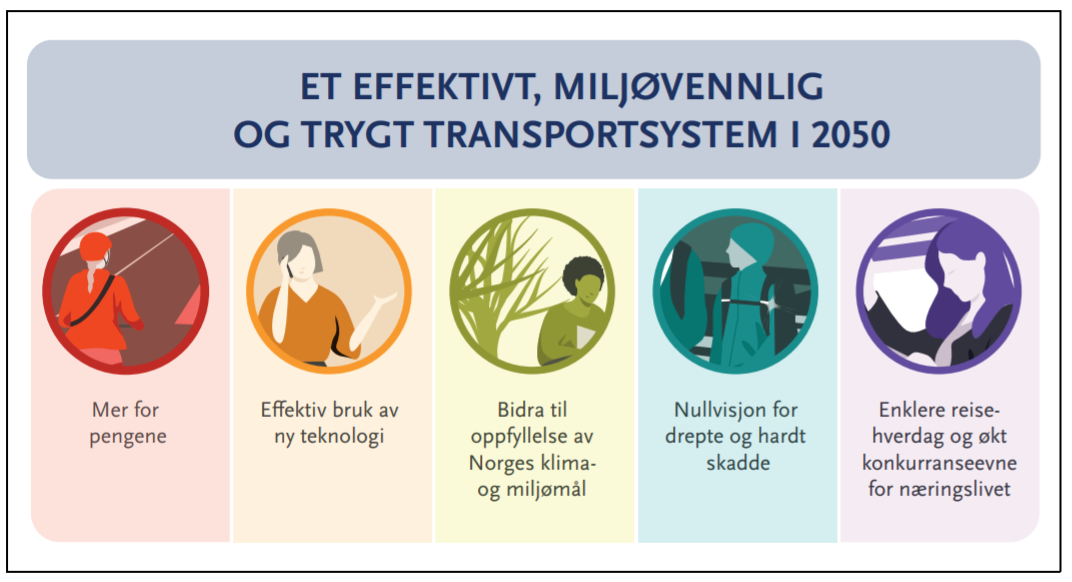 ET EFFEKTIVT, MILJØVENNLIG
OG TRYGT TRANSPORTSYSTEM I 2050
Mer for
pengene
Effektiv bruk av
ny teknologi
Bidra til
oppfyllelse av
Norges klima-
og miljømål
Nullvisjon for
drepte og hardt
skadde
Enklere reise-
hverdag og økt
konkurranseevne
for næringslivet